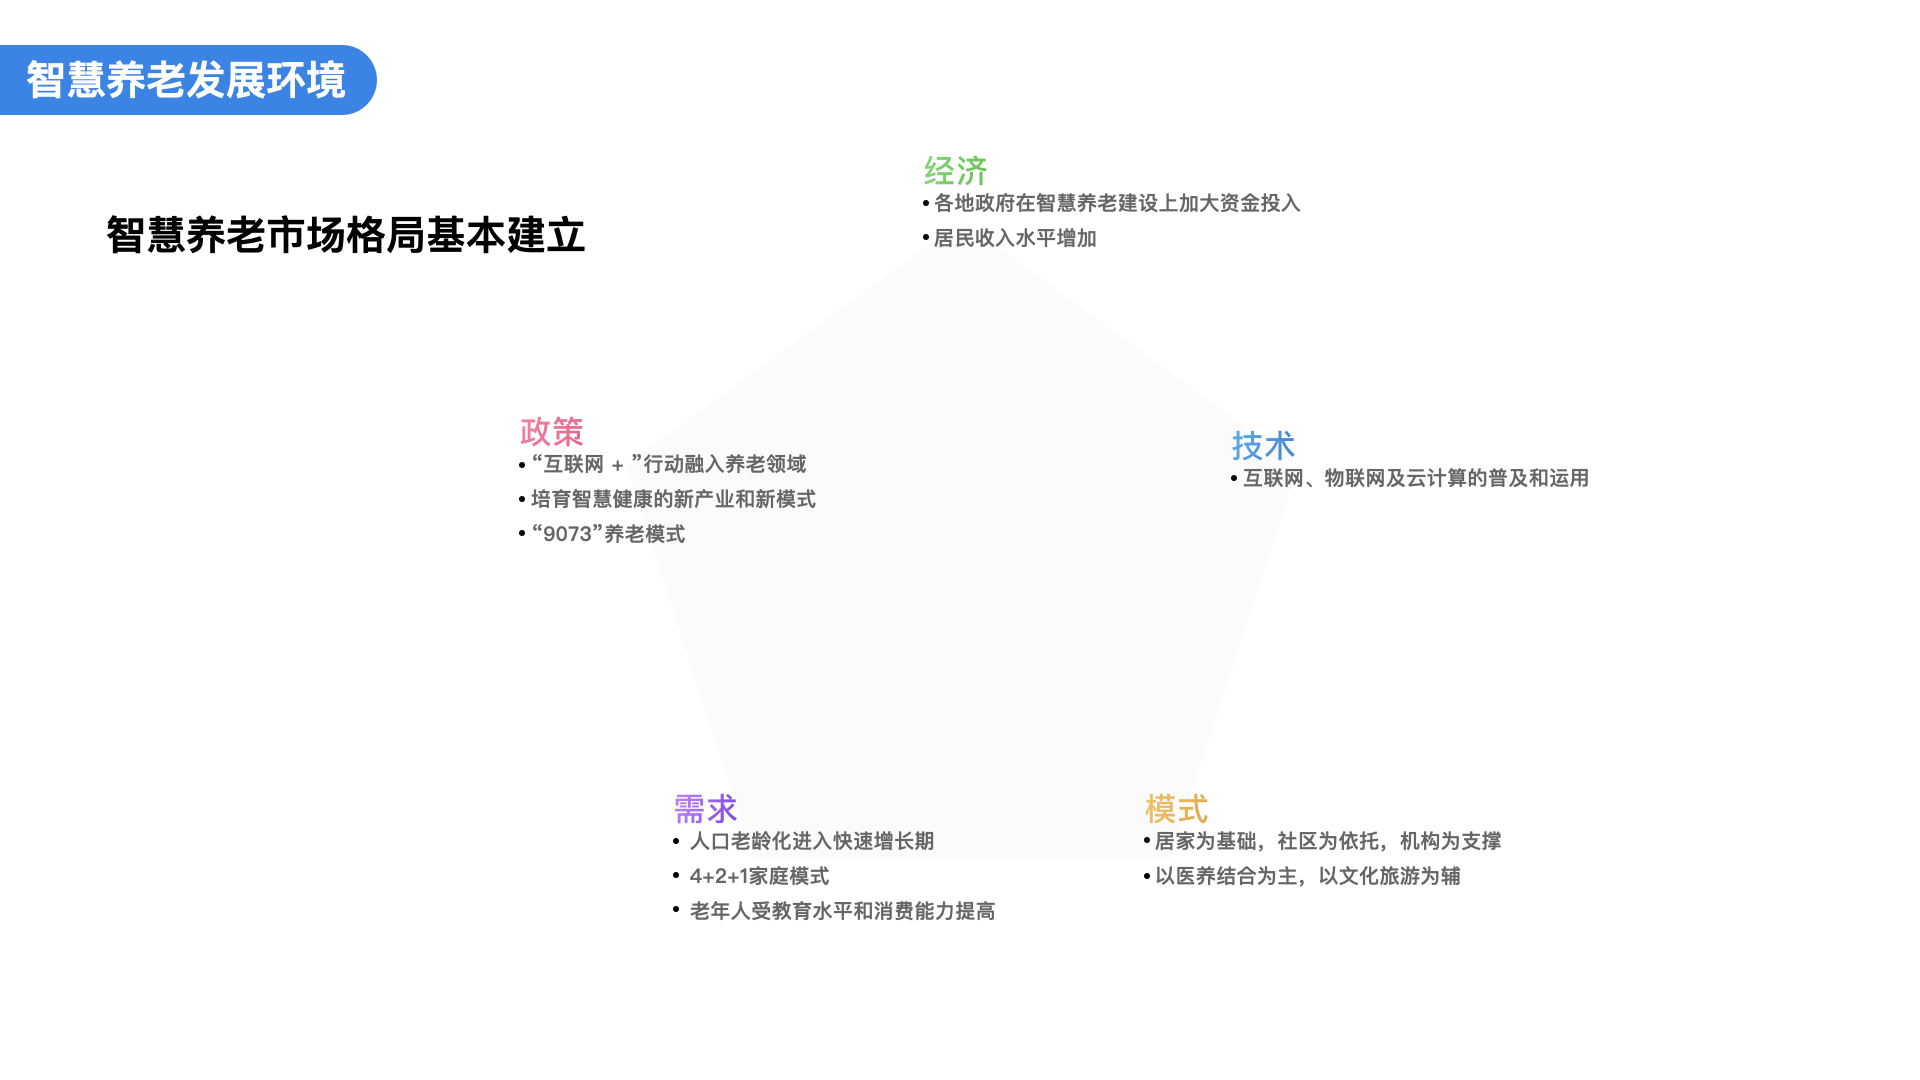 智慧养老发展环境
智慧养老市场格局基本建立
经济
• 各地政府在智慧养老建设上加大资金投入
• 居民收入水平增加
政策
• “互联网 + ”行动融入养老领域
• 培育智慧健康的新产业和新模式
• “9073”养老模式
技术
• 互联网、物联网及云计算的普及和运用
需求
• 人口老龄化进入快速增长期
• 4+2+1家庭模式
• 老年人受教育水平和消费能力提高
模式
• 居家为基础，社区为依托，机构为支撑
• 以医养结合为主，以文化旅游为辅